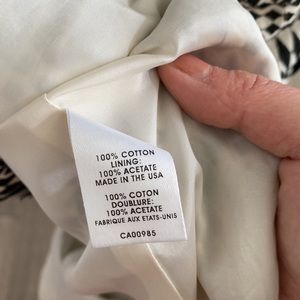 100% COTTON
LINING:
100% ACETATE
MADE IN THE USA
100% COTON
DOUBLURE:
100% ACETATE
FABRIQUE AUX ETATS-UNIS
CA00985